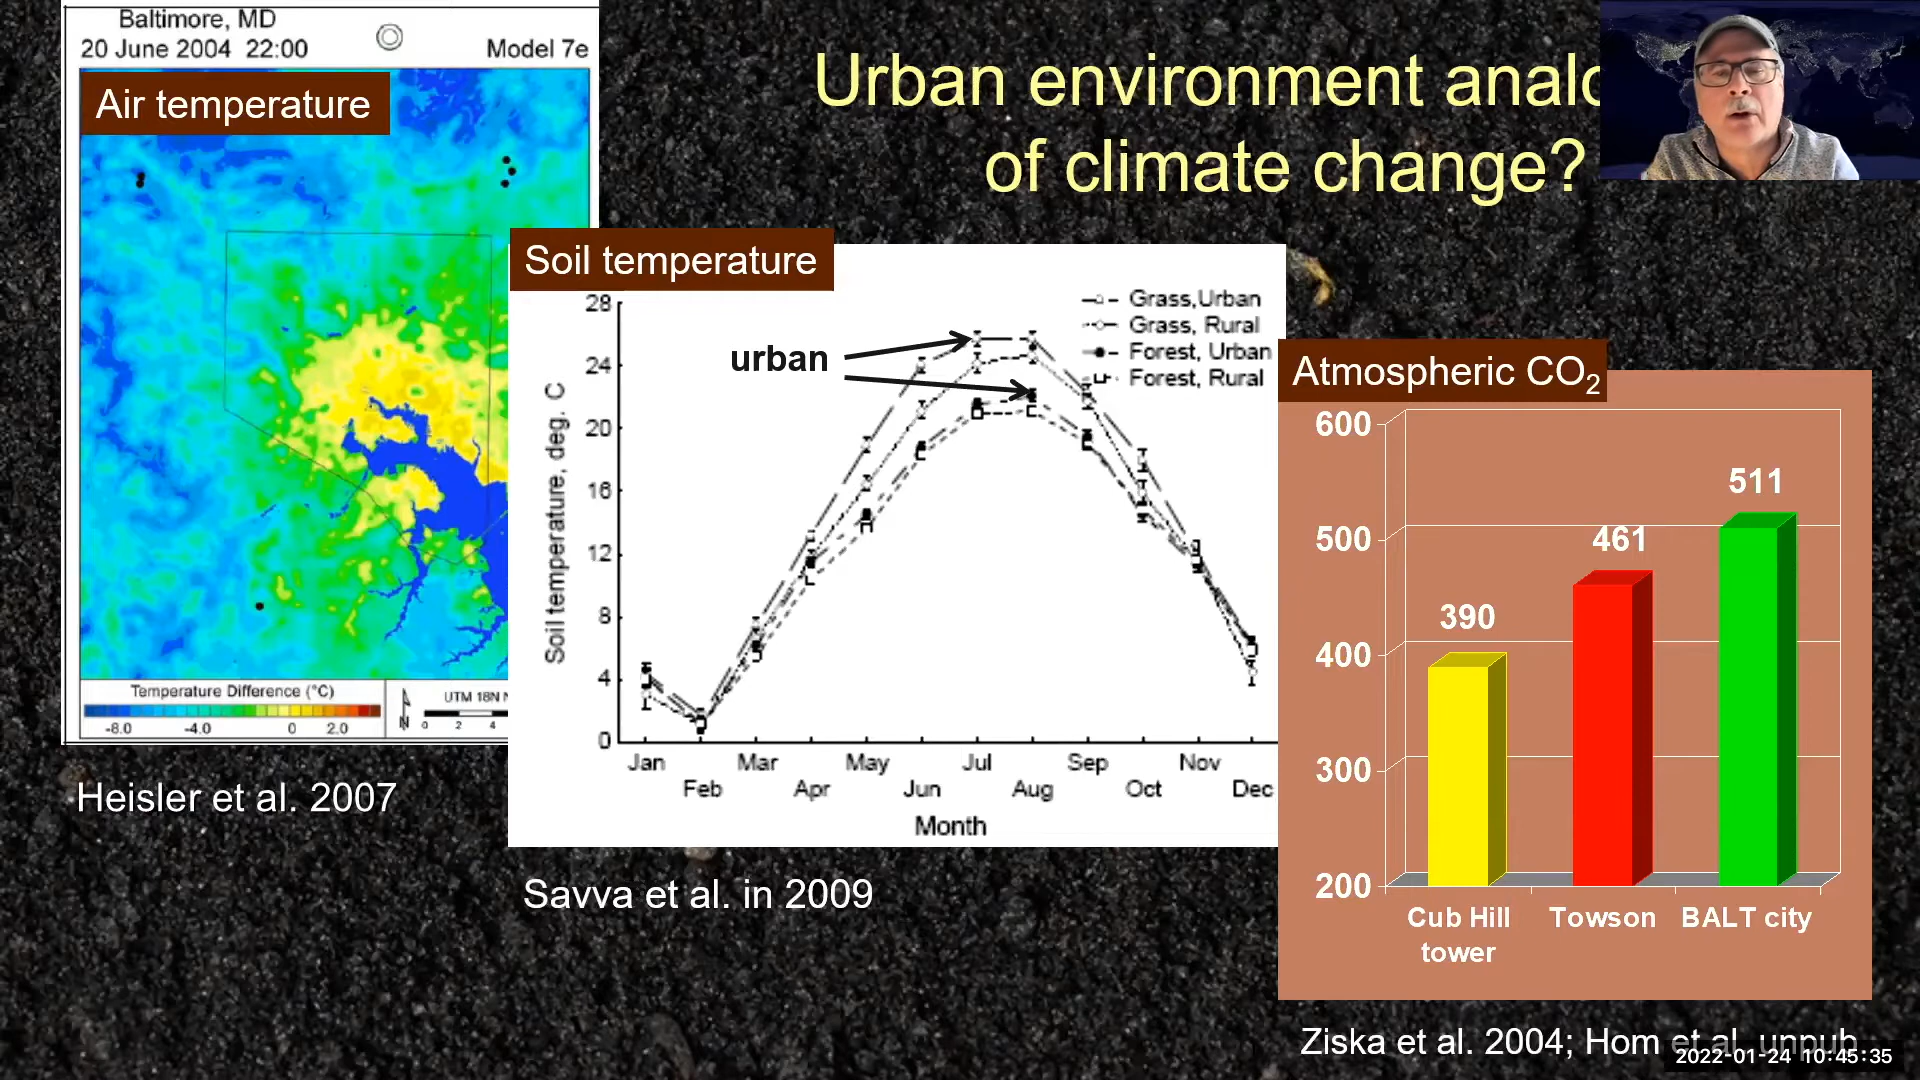 Baltimore, MD
20 June 2004 22:00
Model 7e
Air temperature
Urban environment analo
of climate change?
Soil temperature
28
24
20
16
12
8
4
0
Soil temperature, deg. C
urban
Grass,Urban
Grass, Rural
Forest, Urban
Forest, Rural
Jan
Feb
Mar
Apr
May
Jun
Jul
Aug
Sep
Oct
Nov
Dec
Month
Temperature Difference (°C)
-8.0
-4.0
0
2.0
N
UTM 18N
0 2 4
Heisler et al. 2007
Savva et al. in 2009
Atmospheric CO₂
600
500
400
300
200
390
461
511
Cub Hill
tower
Towson
BALT city
Ziska et al. 2004; Hom et al. unpub.
2022-01-24 10:45:35